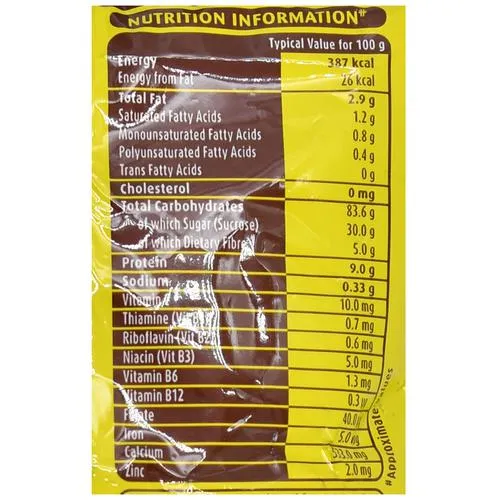 NUTRITION INFORMATION#
Typical Value for 100 g
Energy 387 kcal
Energy from Fat 26 kcal
Total Fat 2.9 g
Saturated Fatty Acids 1.2 g
Monounsaturated Fatty Acids 0.8 g
Polyunsaturated Fatty Acids 0.4 g
Trans Fatty Acids 0 g
Cholesterol 0 mg
Total Carbohydrates 83.6 g
of which Sugar (Sucrose) 30.0 g
of which Dietary Fibre 5.0 g
Protein 9.0 g
Sodium 0.33 g
Vitamin 10.0 mg
Thiamine (Vit 0.7 mg
Riboflavin (Vit B2) 0.6 mg
Niacin (Vit B3) 5.0 mg
Vitamin B6 1.3 mg
Vitamin B12 0.3
Folate 40.0
Iron 5.0 mg
Calcium mg
Zinc 2.0 mg
#Approximate values